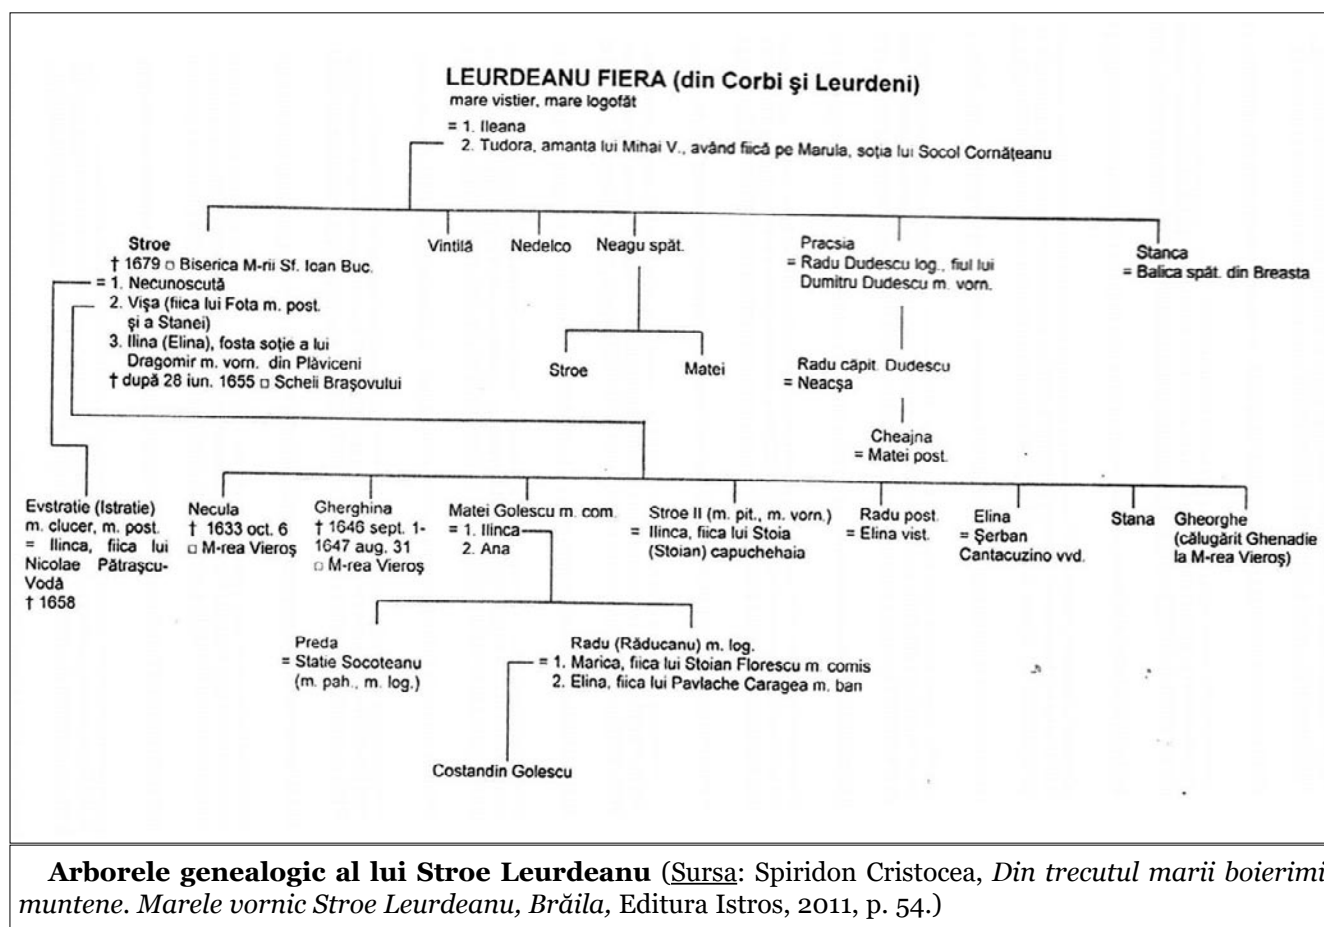 LEURDEANU FIERA (din Corbi şi Leurdeni)
mare vistier, mare logofăt
= 1. Ileana
2. Tudora, amanta lui Mihai V., având fiică pe Marula, soţia lui Socol Cornăţeanu
Stroe
† 1679 □ Biserica M-rii Sf. Ioan Buc.
= 1. Necunoscută
2. Vişa (fiica lui Fota m. post.
şi a Stanei)
3. Ilina (Elina), fosta soţie a lui
Dragomir m. vorn. din Plăviceni
† după 28 iun. 1655 □ Scheii Braşovului
Vintilă
Nedelco
Neagu spăt.
Stroe
Matei
Pracsia
= Radu Dudescu log., fiul lui
Dumitru Dudescu m. vorn.
Radu căpit. Dudescu
= Neacşa
Cheajna
= Matei post.
Stanca
= Balica spăt. din Breasta
Evstratie (Istratie)
m. clucer, m. post.
= Ilinca, fiica lui
Nicolae Pătraşcu-
Vodă
† 1658
Necula
† 1633 oct. 6
□ M-rea Vieroş
Gherghina
† 1646 sept. 1-
1647 aug. 31
□ M-rea Vieroş
Matei Golescu m. com.
= 1. Ilinca
2. Ana
Stroe II (m. pit., m. vorn.)
= Ilinca, fiica lui Stoia
(Stoian) capuchehaia
Radu post.
= Elina vist.
Elina
= Şerban
Cantacuzino vvd.
Stana
Gheorghe
(călugărit Ghenadie
la M-rea Vieroş)
Preda
= Statie Socoteanu
(m. pah., m. log.)
Radu (Răducanu) m. log.
= 1. Marica, fiica lui Stoian Florescu m. comis
2. Elina, fiica lui Pavlache Caragea m. ban
Costandin Golescu
Arborele genealogic al lui Stroe Leurdeanu (Sursa: Spiridon Cristocea, Din trecutul marii boierimi
muntene. Marele vornic Stroe Leurdeanu, Brăila, Editura Istros, 2011, p. 54.)